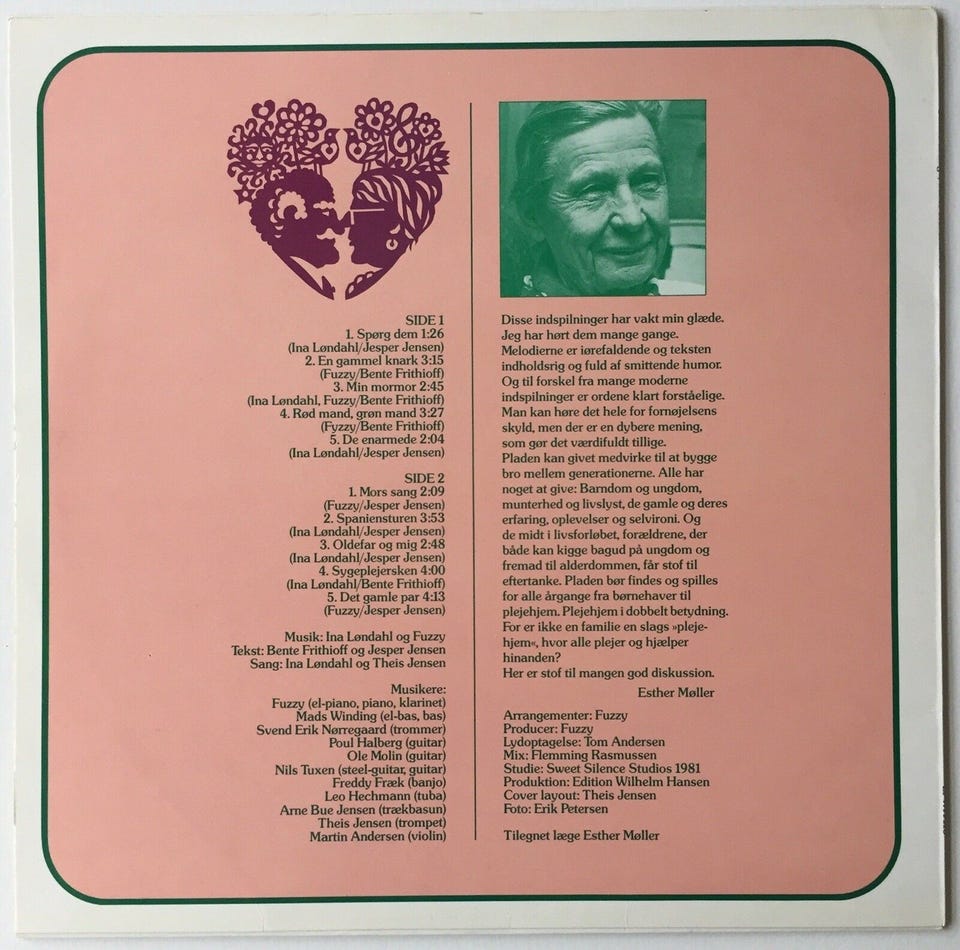 SIDE 1
1. Spørg dem 1:26
(Ina Løndahl/Jesper Jensen)
2. En gammel knark 3:15
(Fuzzy/Bente Frithioff)
3. Min mormor 2:45
(Ina Løndahl, Fuzzy/Bente Frithioff)
4. Rød mand, grøn mand 3:27
(Fyzzy/Bente Frithioff)
5. De enarmede 2:04
(Ina Løndahl/Jesper Jensen)
SIDE 2
1. Mors sang 2:09
(Fuzzy/Jesper Jensen)
2. Spaniensturen 3:53
(Ina Løndahl/Jesper Jensen)
3. Oldefar og mig 2:48
(Ina Løndahl/Jesper Jensen)
4. Sygeplejersken 4:00
(Ina Løndahl/Bente Frithioff)
5. Det gamle par 4:13
(Fuzzy/Jesper Jensen)
Musik: Ina Løndahl og Fuzzy
Tekst: Bente Frithioff og Jesper Jensen
Sang: Ina Løndahl og Theis Jensen
Musikere:
Fuzzy (el-piano, piano, klarinet)
Mads Winding (el-bas, bas)
Svend Erik Nørregaard (trommer)
Poul Halberg (guitar)
Ole Molin (guitar)
Nils Tuxen (steel-guitar, guitar)
Freddy Fræk (banjo)
Leo Hechmann (tuba)
Arne Bue Jensen (trækbasun)
Theis Jensen (trompet)
Martin Andersen (violin)
Disse indspilninger har vakt min glæde.
Jeg har hørt dem mange gange.
Melodierne er iørefaldende og teksten
indholdsrig og fuld af smittende humor.
Og til forskel fra mange moderne
indspilninger er ordene klart forståelige.
Man kan høre det hele for fornøjelsens
skyld, men der er en dybere mening,
som gør det værdifuldt tillige.
Pladen kan givet medvirke til at bygge
bro mellem generationerne. Alle har
noget at give: Barndom og ungdom,
munterhed og livslyst, de gamle og deres
erfaring, oplevelser og selvironi. Og
de midt i livsforløbet, forældrene, der
både kan kigge bagud på ungdom og
fremad til alderdommen, får stof til
eftertanke. Pladen bør findes og spilles
for alle årgange fra børnehaver til
plejehjem. Plejehjem i dobbelt betydning.
For er ikke en familie en slags »pleje-
hjem«, hvor alle plejer og hjælper
hinanden?
Her er stof til mangen god diskussion.
Esther Møller
Arrangementer: Fuzzy
Producer: Fuzzy
Lydoptagelse: Tom Andersen
Mix: Flemming Rasmussen
Studie: Sweet Silence Studios 1981
Produktion: Edition Wilhelm Hansen
Cover layout: Theis Jensen
Foto: Erik Petersen
Tilegnet læge Esther Møller